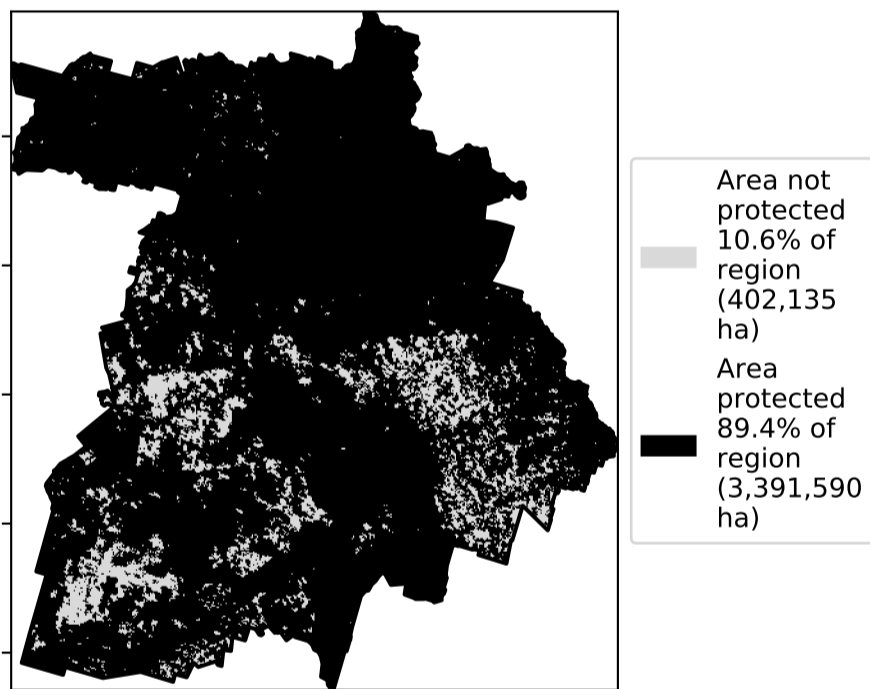 Area not
protected
10.6% of
region
(402,135
ha)
Area
protected
89.4% of
region
(3,391,590
ha)